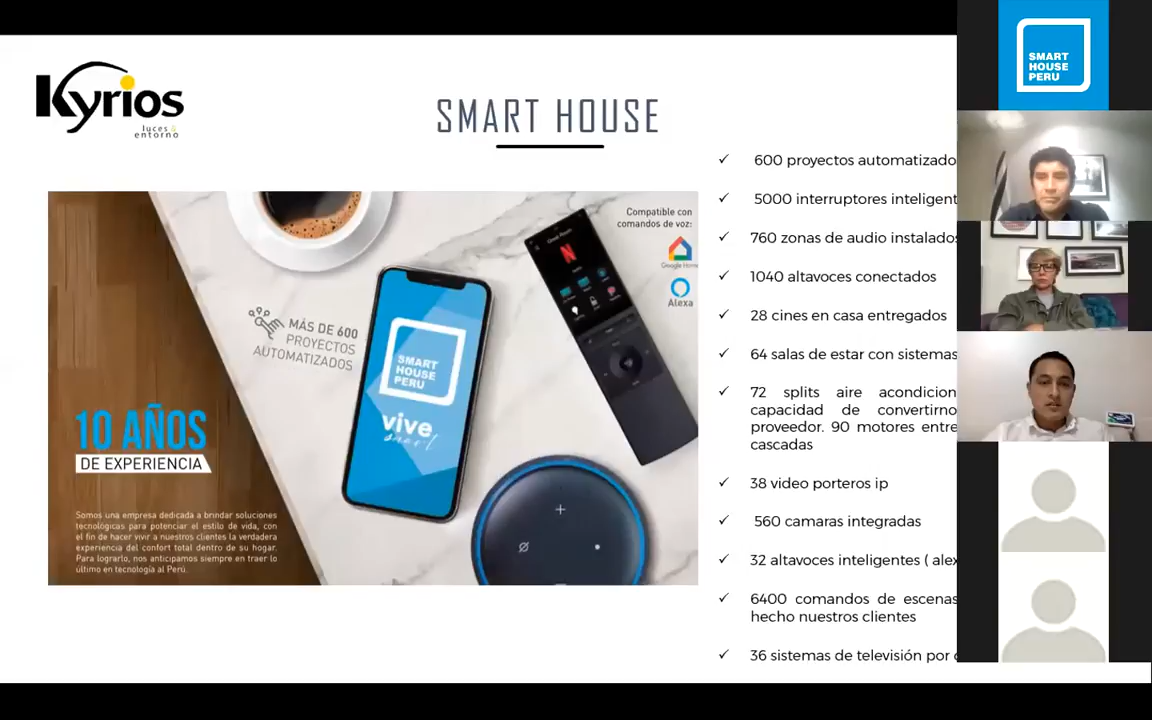 Kyrios
luces &
entorno
SMART HOUSE
Compatible con
comandos de voz:
Google Home
Alexa
MÁS DE 600
PROYECTOS
AUTOMATIZADOS
SMART
HOUSE
PERU
vive
smart
10 AÑOS
DE EXPERIENCIA
Somos una empresa dedicada a brindar soluciones
tecnológicas para potenciar el estilo de vida, con
el fin de hacer vivir a nuestros clientes la verdadera
experiencia del confort total dentro de su hogar.
Para lograrlo, nos anticipamos siempre en traer lo
último en tecnología al Perú.
600 proyectos automatizado
5000 interruptores inteligent
760 zonas de audio instalados
1040 altavoces conectados
28 cines en casa entregados
64 salas de estar con sistemas
72 splits aire acondicion
capacidad de convertirno
proveedor. 90 motores entre
cascadas
38 video porteros ip
560 camaras integradas
32 altavoces inteligentes ( alex
6400 comandos de escenas
hecho nuestros clientes
36 sistemas de televisión por
SMART
HOUSE
PERU